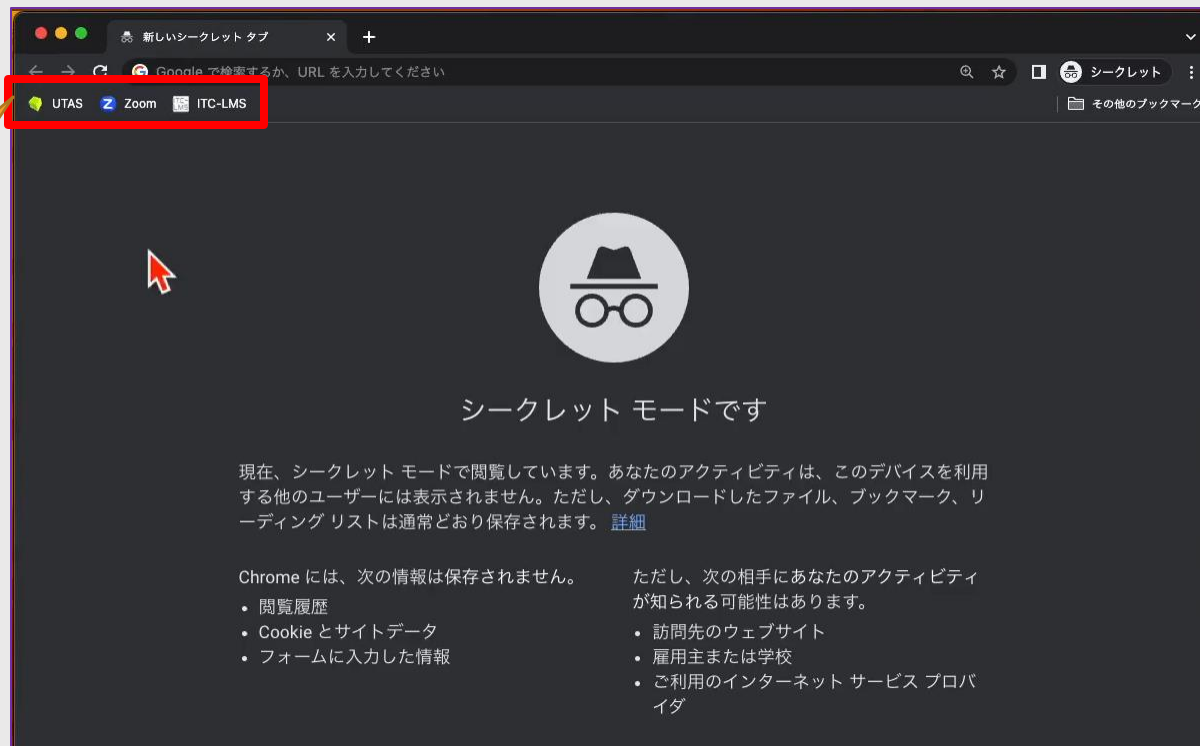 新しいシークレット タブ
Google で検索するか、URL を入力してください
シークレット
UTAS Zoom ITC-LMS
その他のブックマーク
シークレット モードです
現在、シークレット モードで閲覧しています。あなたのアクティビティは、このデバイスを利用
する他のユーザーには表示されません。ただし、ダウンロードしたファイル、ブックマーク、リ
ーディング リストは通常どおり保存されます。 詳細
Chrome には、次の情報は保存されません。
• 閲覧履歴
• Cookie とサイトデータ
• フォームに入力した情報
ただし、次の相手にあなたのアクティビティ
が知られる可能性はあります。
• 訪問先のウェブサイト
• 雇用主または学校
• ご利用のインターネット サービス プロバ
イダ